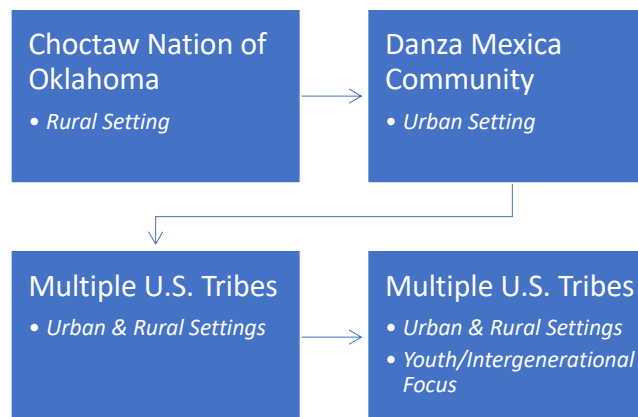 Choctaw Nation of
Oklahoma
• Rural Setting
Danza Mexica
Community
• Urban Setting
Multiple U.S. Tribes
• Urban & Rural Settings
Multiple U.S. Tribes
• Urban & Rural Settings
• Youth/Intergenerational
Focus